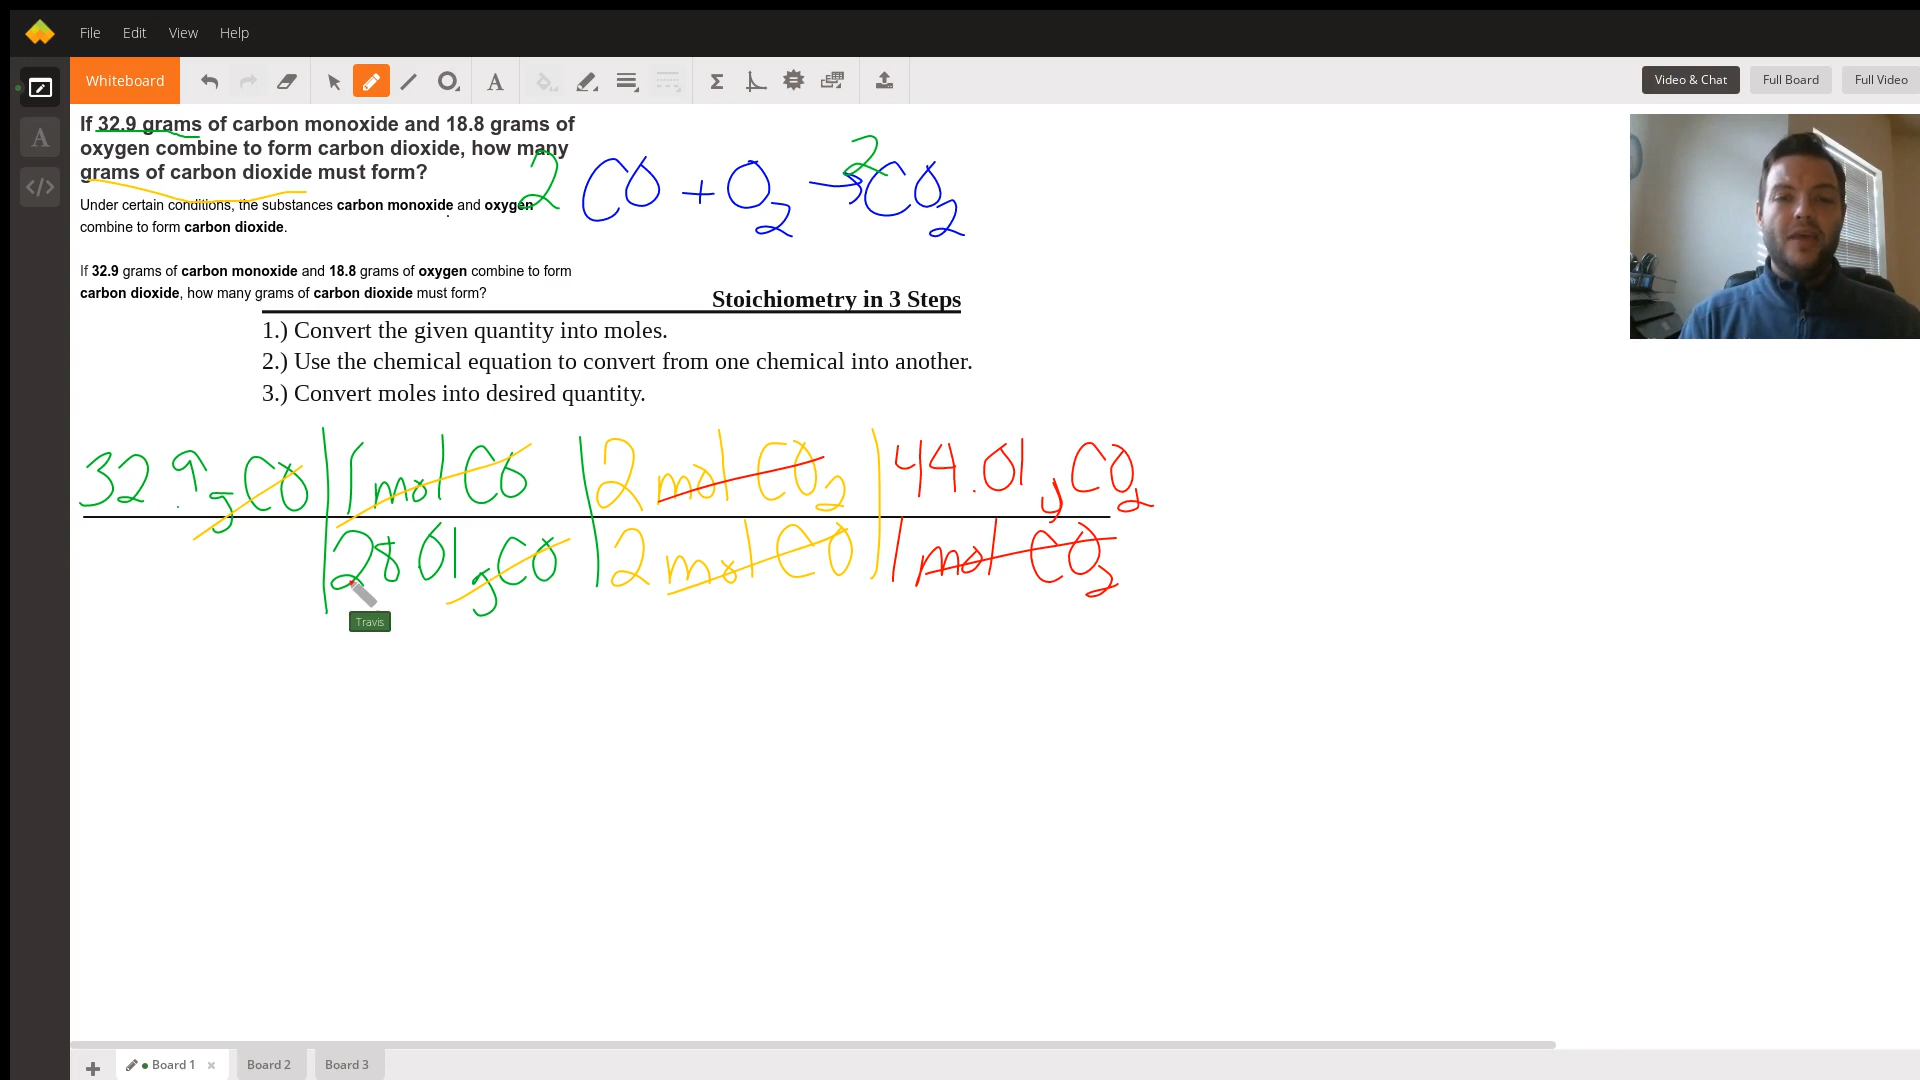 File Edit View Help
Whiteboard
Video & Chat Full Board Full Video
If 32.9 grams of carbon monoxide and 18.8 grams of
oxygen combine to form carbon dioxide, how many
grams of carbon dioxide must form?
2 CO + O2 → 2 CO2
Under certain conditions, the substances carbon monoxide and oxygen
combine to form carbon dioxide.
If 32.9 grams of carbon monoxide and 18.8 grams of oxygen combine to form
carbon dioxide, how many grams of carbon dioxide must form?
Stoichiometry in 3 Steps
1.) Convert the given quantity into moles.
2.) Use the chemical equation to convert from one chemical into another.
3.) Convert moles into desired quantity.
32.9 g CO | 1 mol CO | 2 mol CO2 | 44.01 g CO2
28.01 g CO | 2 mol CO | 1 mol CO2
Travis
Board 1 Board 2 Board 3